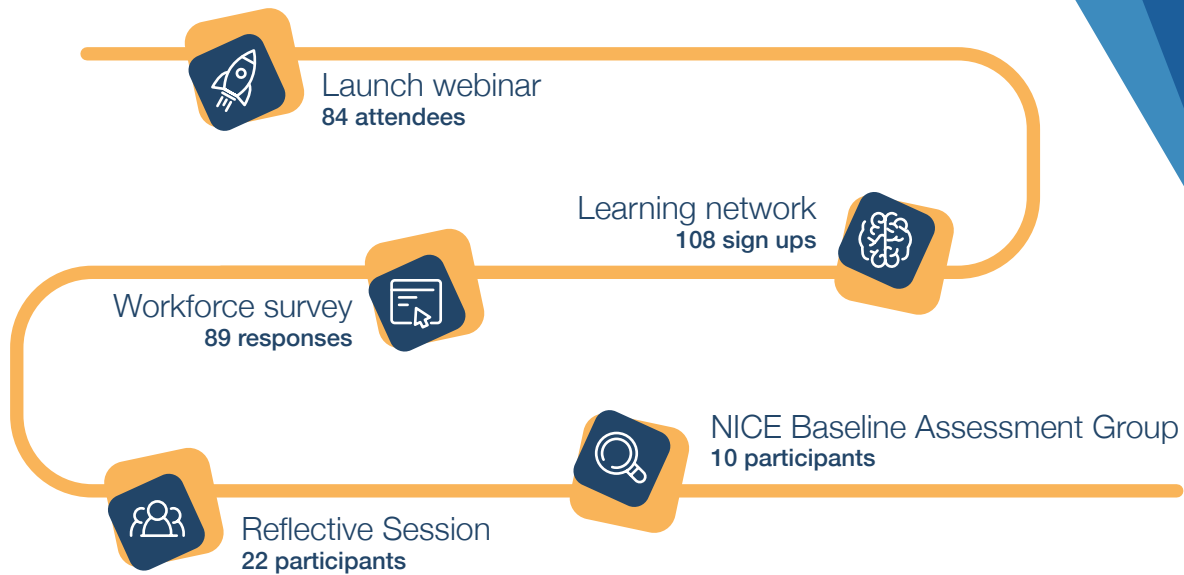 Launch webinar
84 attendees
Learning network
108 sign ups
Workforce survey
89 responses
Reflective Session
22 participants
NICE Baseline Assessment Group
10 participants